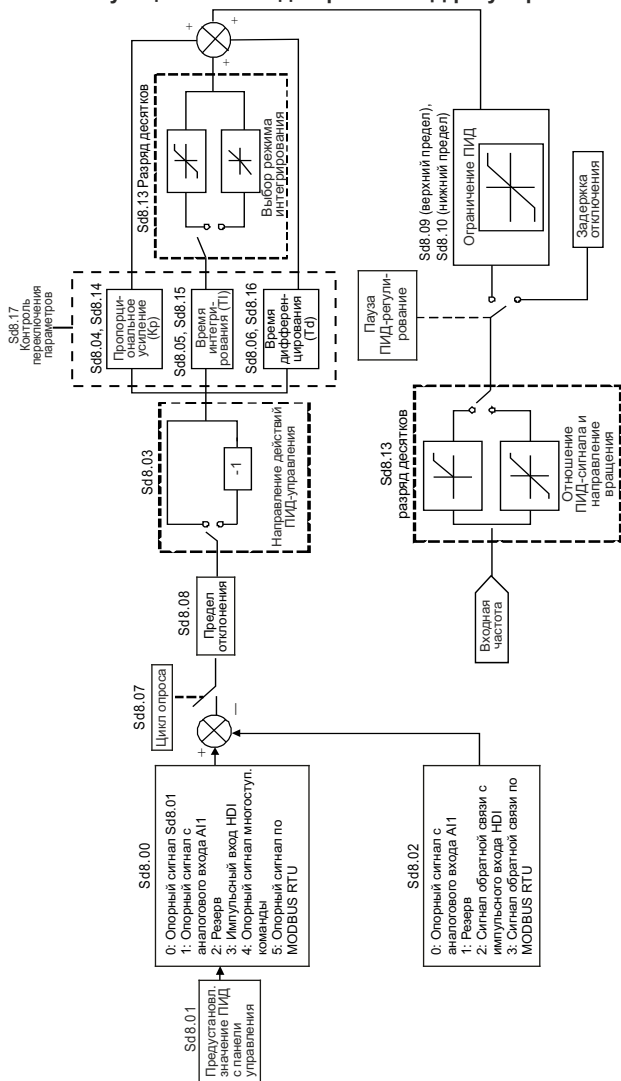 Sd8.01
Предустановл.
значение ПИД
с панели
управления
Sd8.00
0: Опорный сигнал Sd8.01
1: Опорный сигнал с
аналогового входа AI1
2: Резерв
3: Импульсный вход HDI
4: Опорный сигнал многоступ.
команды
5: Опорный сигнал по
MODBUS RTU
Sd8.02
0: Опорный сигнал с
аналогового входа AI1
1: Резерв
2: Сигнал обратной связи с
импульсного входа HDI
3: Сигнал обратной связи по
MODBUS RTU
+
−
Sd8.07
Цикл опроса
Sd8.08
Предел
отклонения
Sd8.03
-1
Направление действий
ПИД-управления
Sd8.17
Контроль
переключения
параметров
Sd8.04, Sd8.14
Пропорци-
ональное
усиление
(Kp)
Sd8.05, Sd8.15
Время
интегри-
рования (Ti)
Sd8.06, Sd8.16
Время
дифферен-
цирования
(Td)
Sd8.13 Разряд десятков
Выбор режима
интегрирования
+
+
+
Sd8.09 (верхний предел),
Sd8.10 (нижний предел)
Ограничение ПИД
Задержка
отключения
Пауза
ПИД-регули-
рование
Sd8.13
разряд десятков
Отношение
ПИД-сигнала и
направление
вращения
Входная
частота